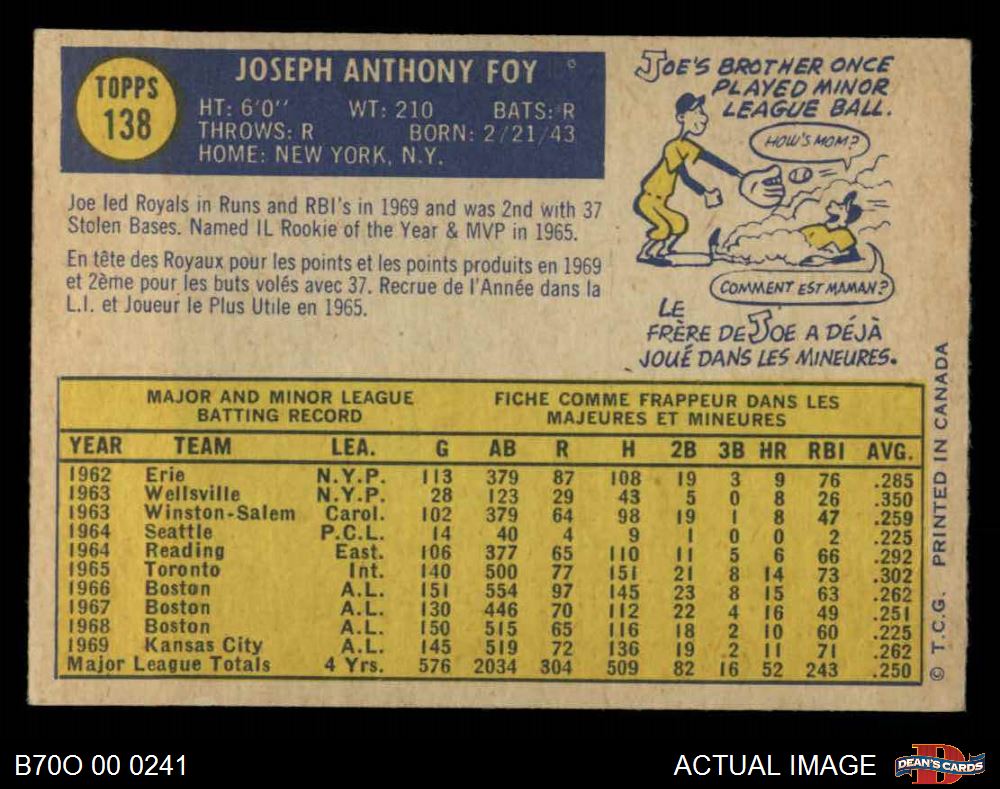 TOPPS
138
JOSEPH ANTHONY FOY
HT: 6'0" WT: 210 BATS: R
THROWS: R BORN: 2/21/43
HOME: NEW YORK, N.Y.
Joe led Royals in Runs and RBI's in 1969 and was 2nd with 37
Stolen Bases. Named IL Rookie of the Year & MVP in 1965.
En tête des Royaux pour les points et les points produits en 1969
et 2ème pour les buts volés avec 37. Recrue de l'Année dans la
L.I. et Joueur le Plus Utile en 1965.
JOE'S BROTHER ONCE
PLAYED MINOR
LEAGUE BALL.
HOW'S MOM?
COMMENT EST MAMAN?
LE
FRÈRE DE JOE A DÉJÀ
JOUÉ DANS LES MINEURES.
MAJOR AND MINOR LEAGUE
BATTING RECORD
FICHE COMME FRAPPEUR DANS LES
MAJEURES ET MINEURES
YEAR TEAM LEA. G AB R H 2B 3B HR RBI AVG.
1962 Erie N.Y.P. 113 379 87 108 19 3 9 76 .285
1963 Wellsville N.Y.P. 28 123 29 43 5 0 8 26 .350
1963 Winston-Salem Carol. 102 379 64 98 19 1 8 47 .259
1964 Seattle P.C.L. 14 40 4 9 1 0 0 2 .225
1964 Reading East. 106 377 65 110 11 5 6 66 .292
1965 Toronto Int. 140 500 77 151 21 8 14 73 .302
1966 Boston A.L. 151 554 97 145 23 8 15 63 .262
1967 Boston A.L. 130 446 70 112 22 4 16 49 .251
1968 Boston A.L. 150 515 65 116 18 2 10 60 .225
1969 Kansas City A.L. 145 519 72 136 19 2 11 71 .262
Major League Totals 4 Yrs. 576 2034 304 509 82 16 52 243 .250
© T.C.G. PRINTED IN CANADA
B70O 00 0241
ACTUAL IMAGE
D
DEAN'S CARDS